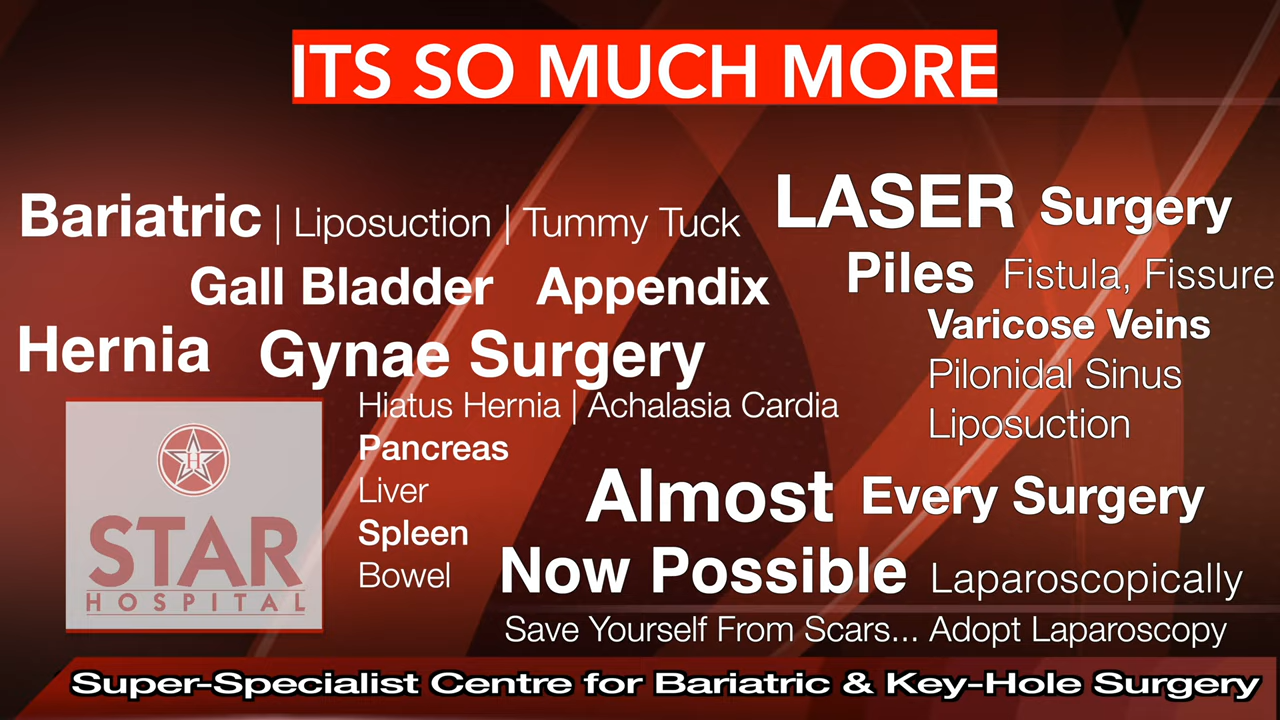 ITS SO MUCH MORE
Bariatric | Liposuction | Tummy Tuck
Gall Bladder Appendix
Hernia Gynae Surgery
Hiatus Hernia | Achalasia Cardia
Pancreas
Liver
Spleen
Bowel
LASER Surgery
Piles Fistula, Fissure
Varicose Veins
Pilonidal Sinus
Liposuction
Almost Every Surgery
Now Possible Laparoscopically
Save Yourself From Scars... Adopt Laparoscopy
H
STAR
HOSPITAL
Super-Specialist Centre for Bariatric & Key-Hole Surgery